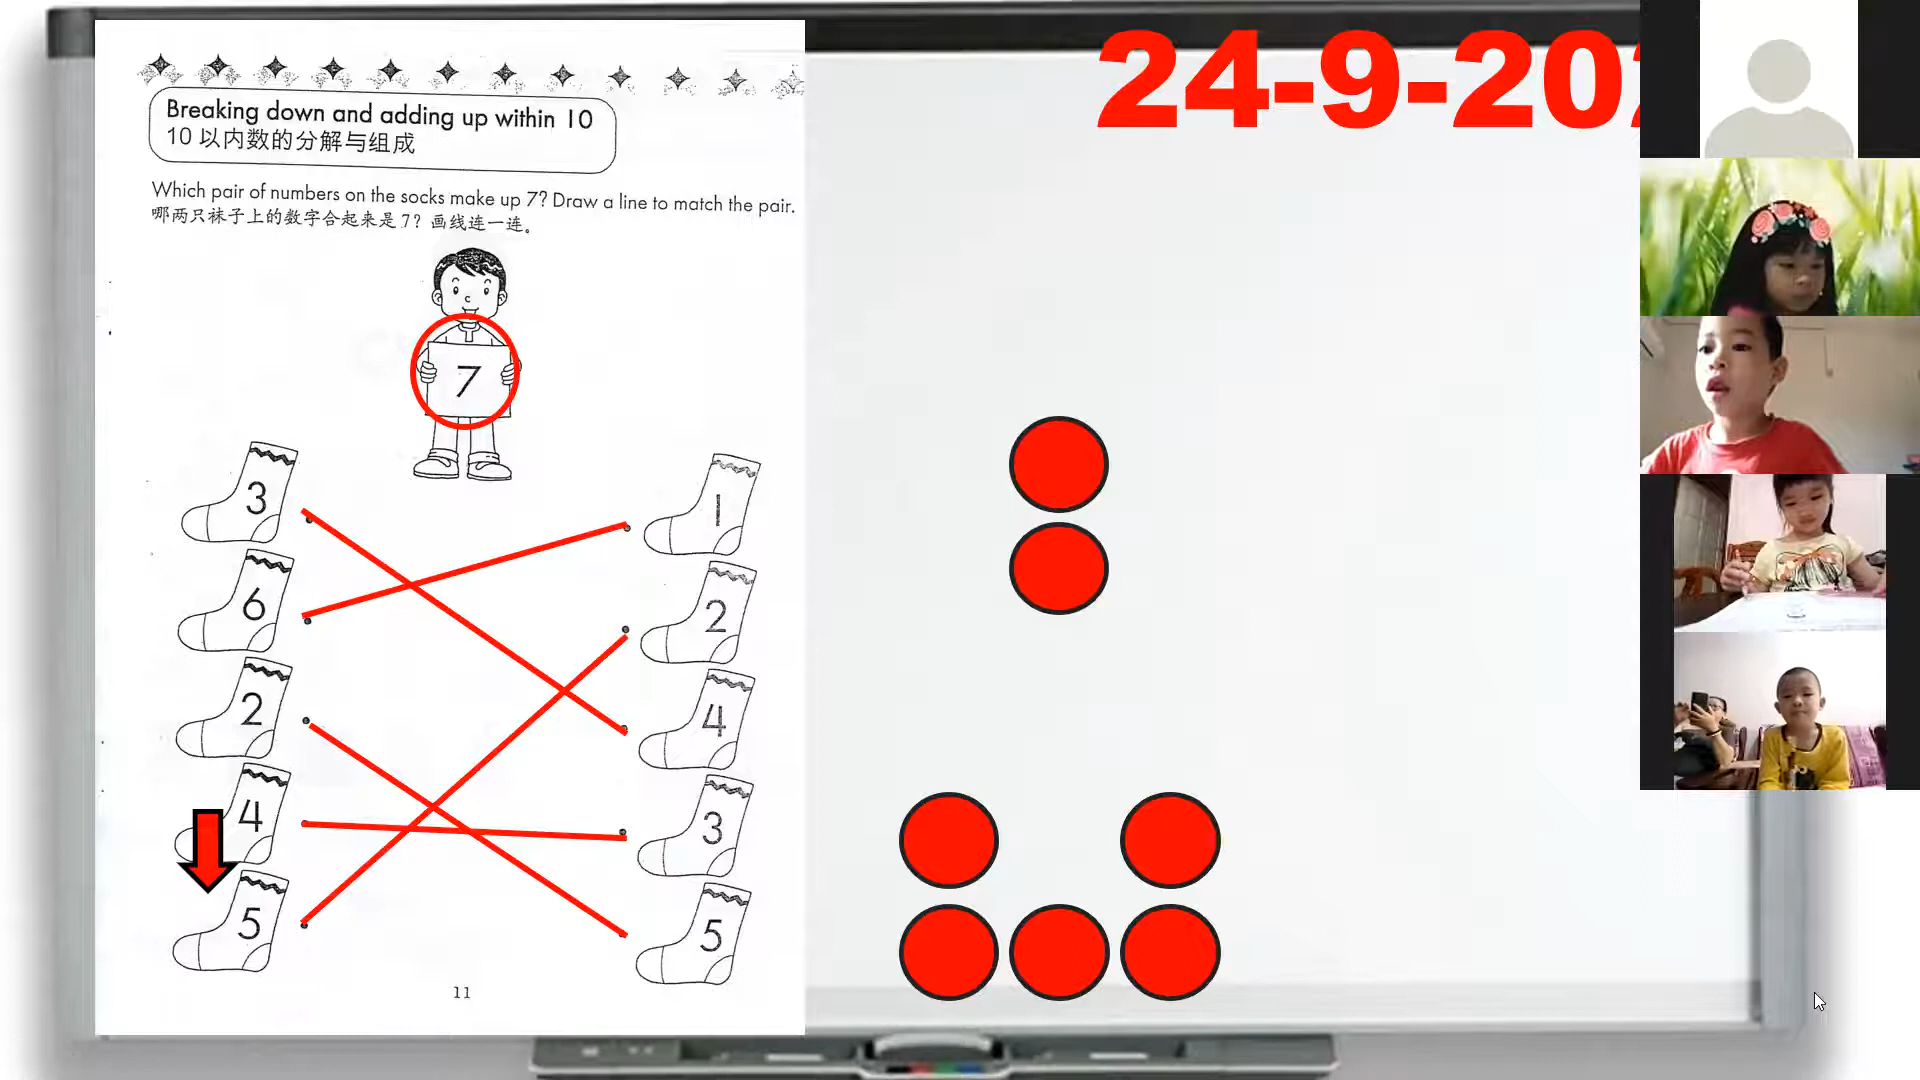 24-9-202
Breaking down and adding up within 10
10 以内数的分解与组成
Which pair of numbers on the socks make up 7? Draw a line to match the pair.
哪两只袜子上的数字合起来是 7? 画线连一连。
7
3 1
6 2
2 4
4 3
5 5
11